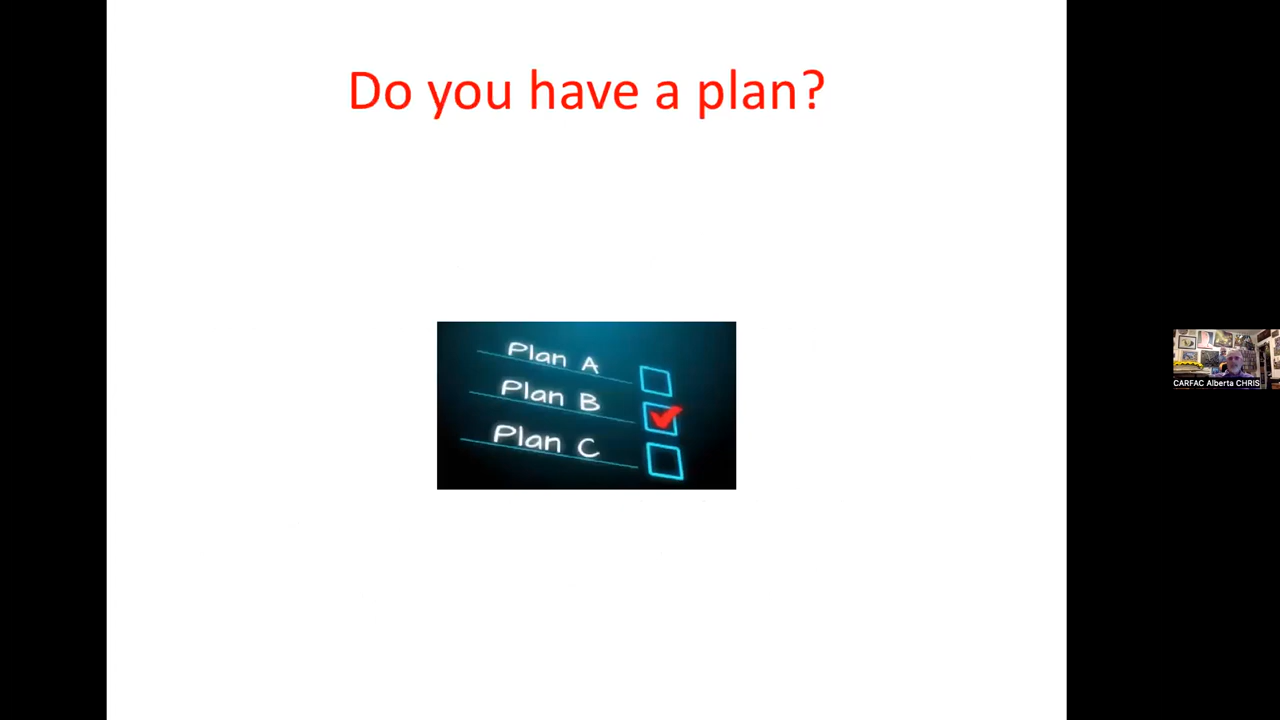 Do you have a plan?
Plan A
Plan B
Plan C
CARFAC Alberta CHRIS